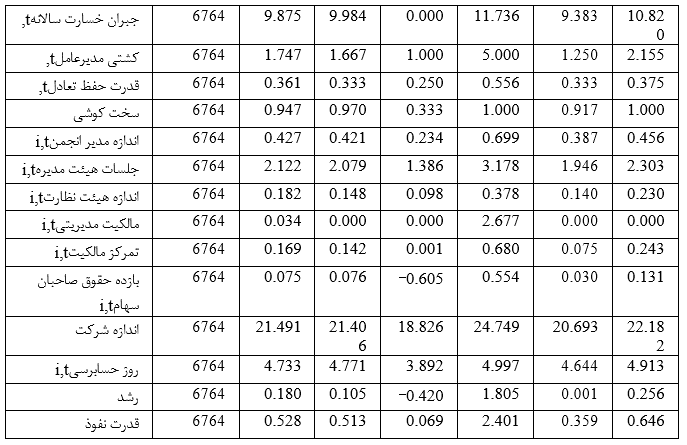 جبران خسارت سالانهt, 6764 9.875 9.984 0.000 11.736 9.383 10.82
0
کشتی مدیرعاملt, 6764 1.747 1.667 1.000 5.000 1.250 2.155
قدرت حفظ تعادلt, 6764 0.361 0.333 0.250 0.556 0.333 0.375
سخت کوشی 6764 0.947 0.970 0.333 1.000 0.917 1.000
اندازه مدیر انجمنi,t 6764 0.427 0.421 0.234 0.699 0.387 0.456
جلسات هیئت مدیرهi,t 6764 2.122 2.079 1.386 3.178 1.946 2.303
اندازه هیئت نظارتi,t 6764 0.182 0.148 0.098 0.378 0.140 0.230
مالکیت مدیریتیi,t 6764 0.034 0.000 0.000 2.677 0.000 0.000
تمرکز مالکیتi,t 6764 0.169 0.142 0.001 0.680 0.075 0.243
بازده حقوق صاحبان 6764 0.075 0.076 −0.605 0.554 0.030 0.131
سهامi,t
اندازه شرکت 6764 21.491 21.40 18.826 24.749 20.693 22.18
6 2
روز حسابرسیi,t 6764 4.733 4.771 3.892 4.997 4.644 4.913
رشد 6764 0.180 0.105 −0.420 1.805 0.001 0.256
قدرت نفوذ 6764 0.528 0.513 0.069 2.401 0.359 0.646